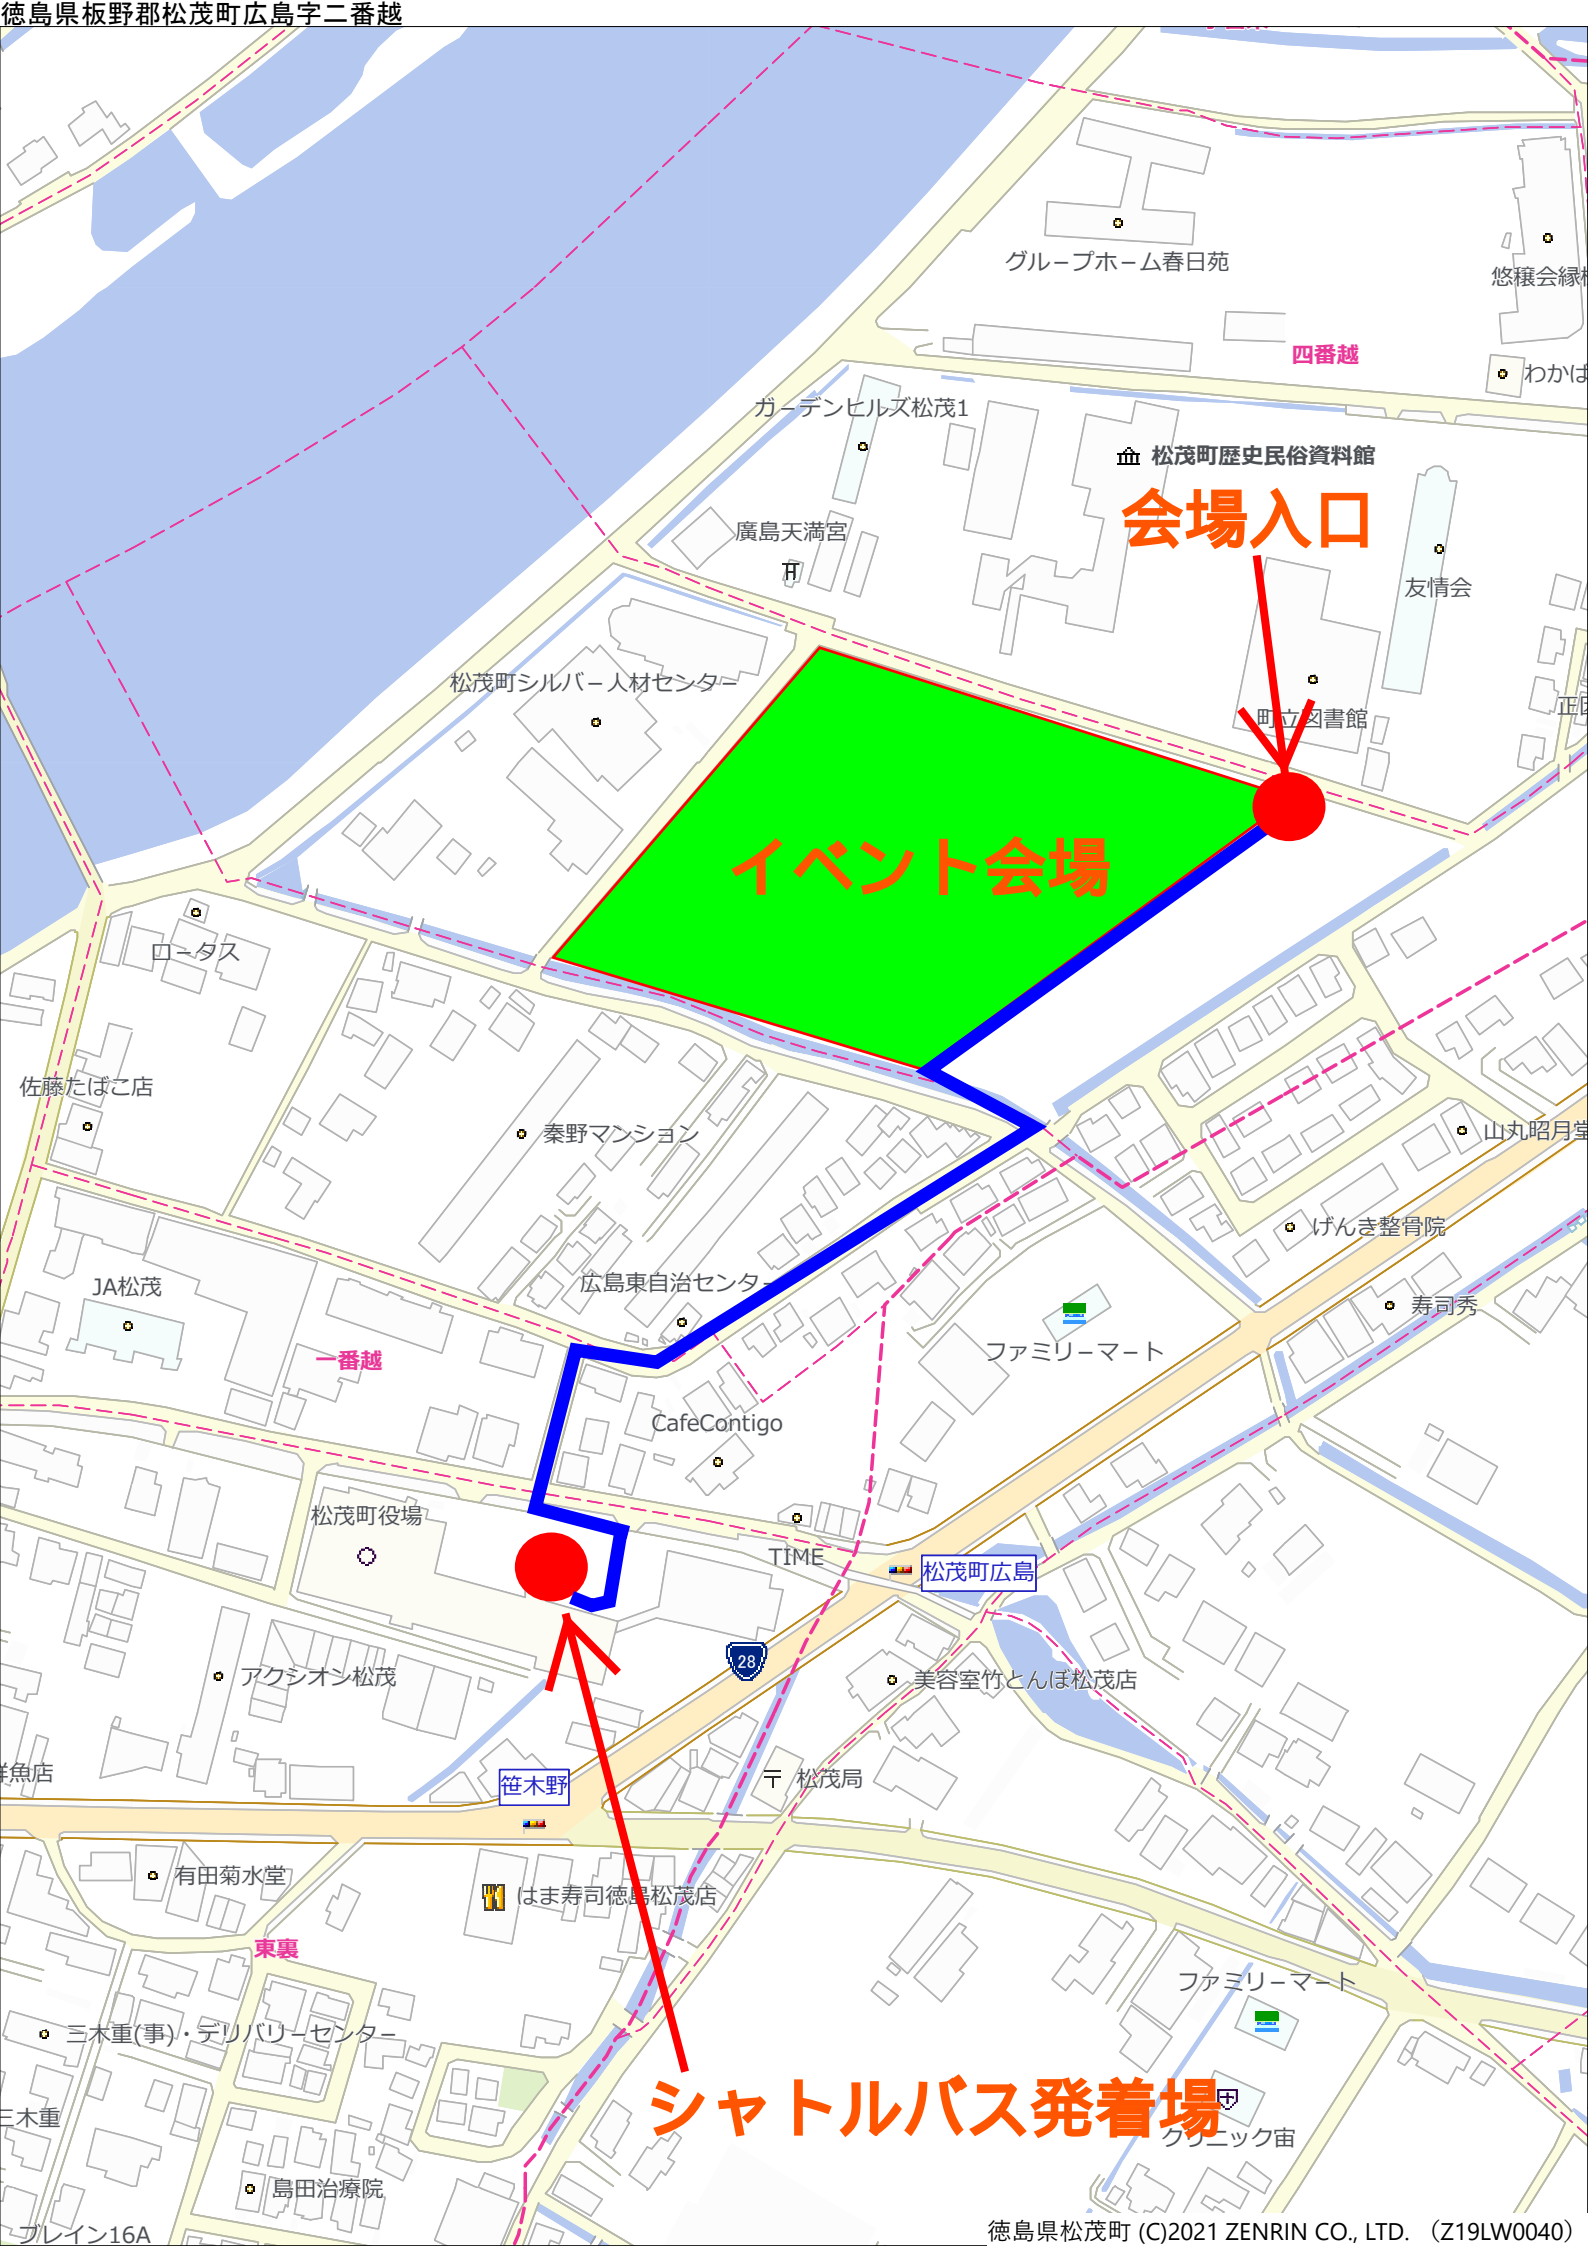 徳島県板野郡松茂町広島字二番越
グループホーム春日苑
悠穣会縁
四番越
わかば
ガーデンヒルズ松茂1
松茂町歴史民俗資料館
会場入口
廣島天満宮
友情会
松茂町シルバー人材センター
町立図書館
イベント会場
ロータス
佐藤たばこ店
秦野マンション
山丸昭月堂
げんき整骨院
広島東自治センター
JA松茂
寿司秀
ファミリーマート
一番越
CafeContigo
松茂町役場
TIME
松茂町広島
28
アクシオン松茂
美容室竹とんぼ松茂店
鮮魚店
笹木野
松茂局
有田菊水堂
はま寿司徳島松茂店
東裏
ファミリーマート
三木重(事)・デリバリーセンター
シャトルバス発着場
三木重
クリニック宙
島田治療院
ブレイン16A
徳島県松茂町 (C)2021 ZENRIN CO., LTD. （Z19LW0040）